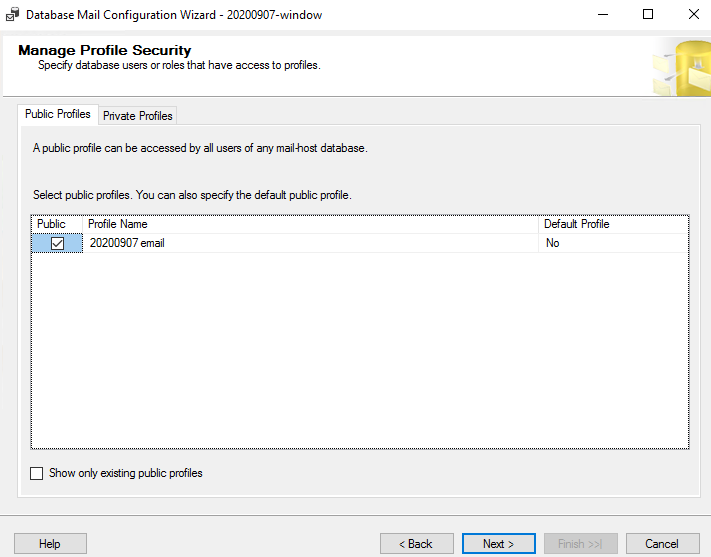 Database Mail Configuration Wizard - 20200907-window
Manage Profile Security
Specify database users or roles that have access to profiles.
Public Profiles Private Profiles
A public profile can be accessed by all users of any mail-host database.
Select public profiles. You can also specify the default public profile.
Public Profile Name Default Profile
20200907 email No
Show only existing public profiles
Help < Back Next > Finish >>| Cancel